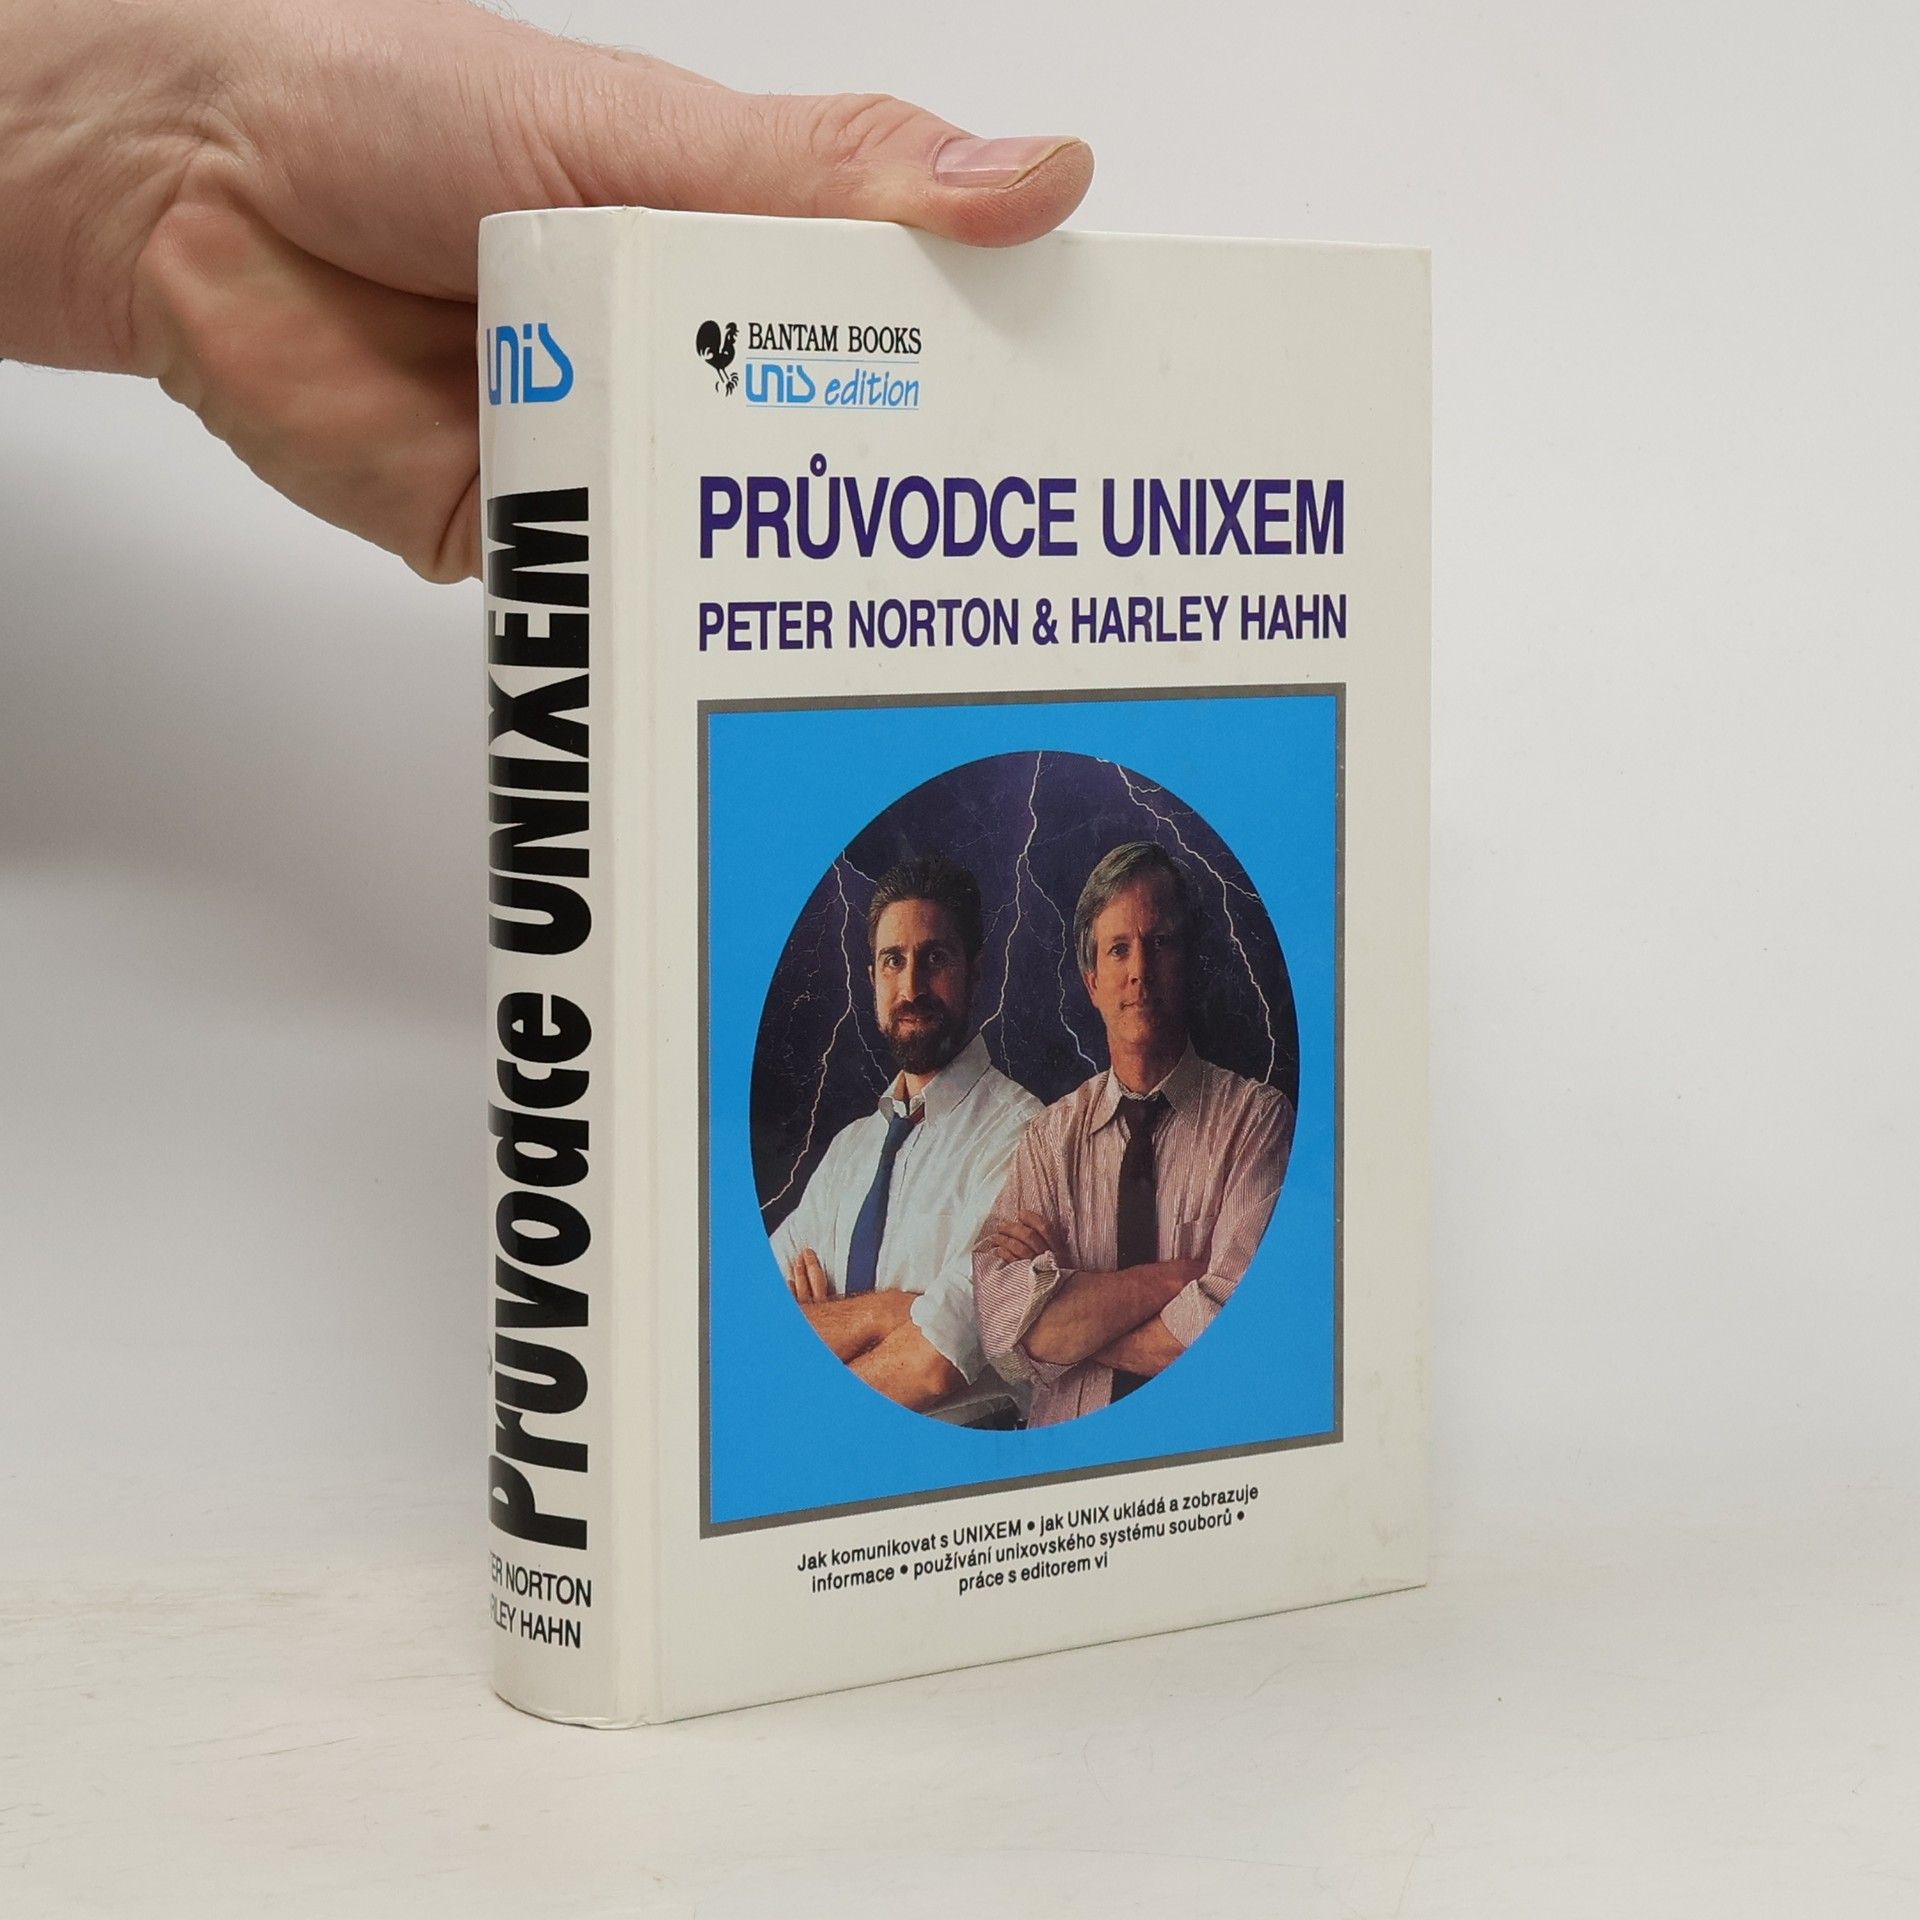 UNIS
Průvodce UNIXEM
NORTON
HAHN
BANTAM BOOKS
UNIS edition
PRŮVODCE UNIXEM
PETER NORTON & HARLEY HAHN
Jak komunikovat s UNIXEM • jak UNIX ukládá a zobrazuje
informace • používání unixovského systému souborů •
práce s editorem vi